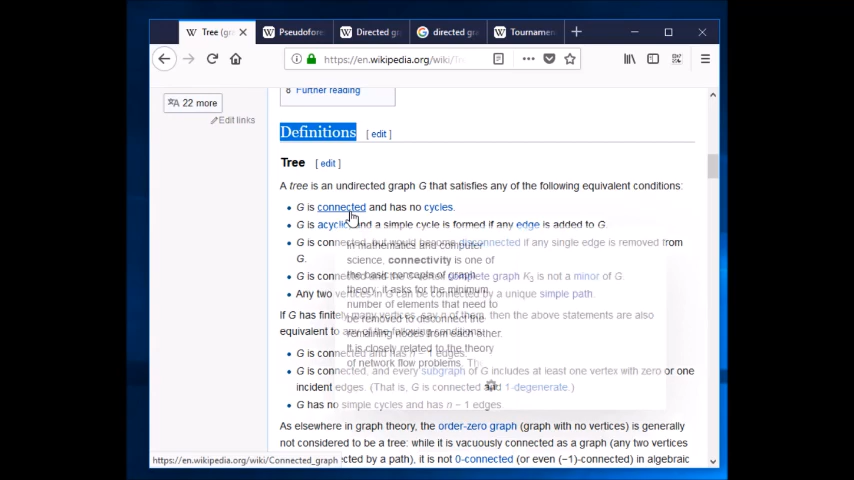 Tree (gr
Pseudofore
Directed gr
directed gra
Tournamen
https://en.wikipedia.org/wiki/Tre
22 more
Edit links
8 Further reading
Definitions [ edit ]
Tree [ edit ]
A tree is an undirected graph G that satisfies any of the following equivalent conditions:
G is connected and has no cycles.
G is acyclic and a simple cycle is formed if any edge is added to G.
G is connected, but would become disconnected if any single edge is removed from
G.
G is connected and the 3-vertex complete graph K3 is not a minor of G.
Any two vertices in G can be connected by a unique simple path.
If G has finitely many vertices, say n of them, then the above statements are also
equivalent to any of the following conditions:
G is connected and has n − 1 edges.
G is connected, and every subgraph of G includes at least one vertex with zero or one
incident edges. (That is, G is connected and 1-degenerate.)
G has no simple cycles and has n − 1 edges.
In mathematics and computer
science, connectivity is one of
the basic concepts of graph
theory: it asks for the minimum
number of elements that need to
be removed to disconnect the
remaining nodes from each other.
It is closely related to the theory
of network flow problems. Th
As elsewhere in graph theory, the order-zero graph (graph with no vertices) is generally
not considered to be a tree: while it is vacuously connected as a graph (any two vertices
cted by a path), it is not 0-connected (or even (−1)-connected) in algebraic
https://en.wikipedia.org/wiki/Connected_graph